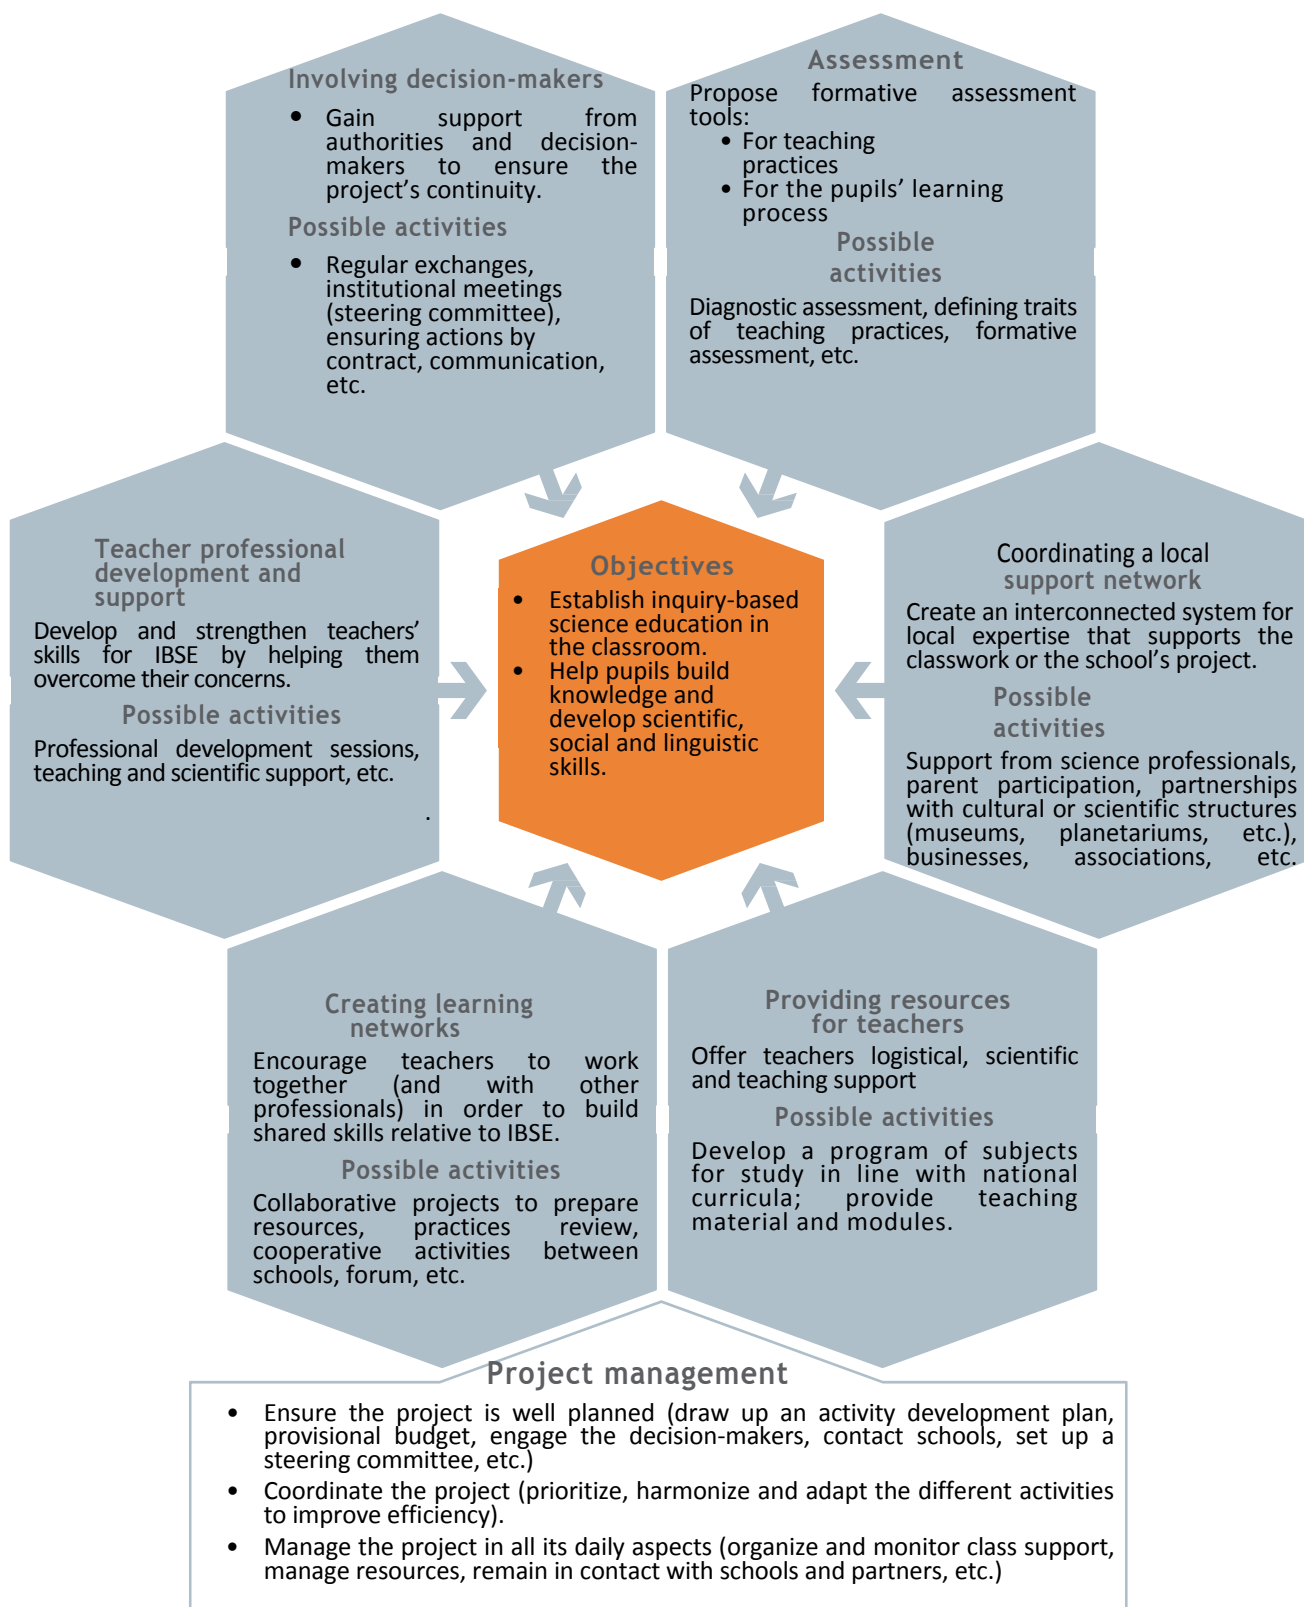 Involving decision-makers
• Gain support from
authorities and decision-
makers to ensure the
project's continuity.
Possible activities
• Regular exchanges,
institutional meetings
(steering committee),
ensuring actions by
contract, communication,
etc.
Assessment
Propose formative assessment
tools:
• For teaching
practices
• For the pupils' learning
process
Possible
activities
Diagnostic assessment, defining traits
of teaching practices, formative
assessment, etc.
Teacher professional
development and
support
Develop and strengthen teachers'
skills for IBSE by helping them
overcome their concerns.
Possible activities
Professional development sessions,
teaching and scientific support, etc.
.
Objectives
• Establish inquiry-based
science education in
the classroom.
• Help pupils build
knowledge and
develop scientific,
social and linguistic
skills.
Coordinating a local
support network
Create an interconnected system for
local expertise that supports the
classwork or the school's project.
Possible
activities
Support from science professionals,
parent participation, partnerships
with cultural or scientific structures
(museums, planetariums, etc.),
businesses, associations, etc.
Creating learning
networks
Encourage teachers to work
together (and with other
professionals) in order to build
shared skills relative to IBSE.
Possible activities
Collaborative projects to prepare
resources, practices review,
cooperative activities between
schools, forum, etc.
Providing resources
for teachers
Offer teachers logistical, scientific
and teaching support
Possible activities
Develop a program of subjects
for study in line with national
curricula; provide teaching
material and modules.
Project management
• Ensure the project is well planned (draw up an activity development plan,
provisional budget, engage the decision-makers, contact schools, set up a
steering committee, etc.)
• Coordinate the project (prioritize, harmonize and adapt the different activities
to improve efficiency).
• Manage the project in all its daily aspects (organize and monitor class support,
manage resources, remain in contact with schools and partners, etc.)